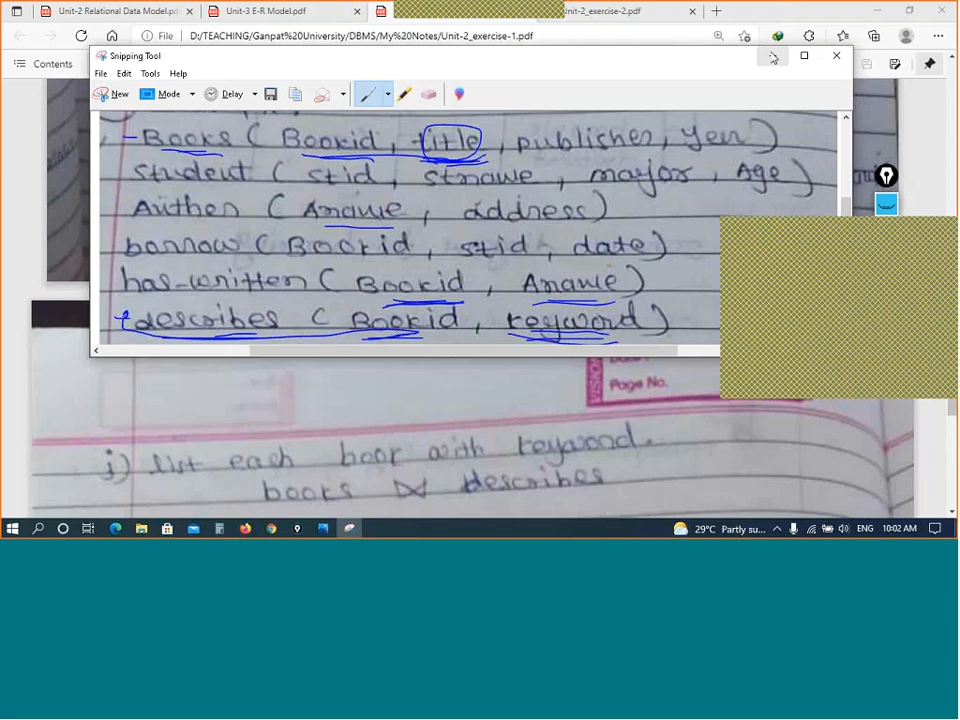 Unit-2 Relational Data Model.pd
Unit-3 E-R Model.pdf
Unit-2_exercise-2.pdf
File
D:/TEACHING/Ganpat%20University/DBMS/My%20Notes/Unit-2_exercise-1.pdf
Contents
Snipping Tool
File Edit Tools Help
New Mode Delay
- Books ( Bookid, title, publisher, year)
student ( stid, stname, major, Age)
Auther ( Aname, address)
borrow ( Bookid, stid, date)
has-written ( Bookid, Aname)
describes ( Bookid, keyword)
VISION
Page No.
j) list each book with keyword.
books ⋈ describes
29°C Partly su... ENG 10:02 AM